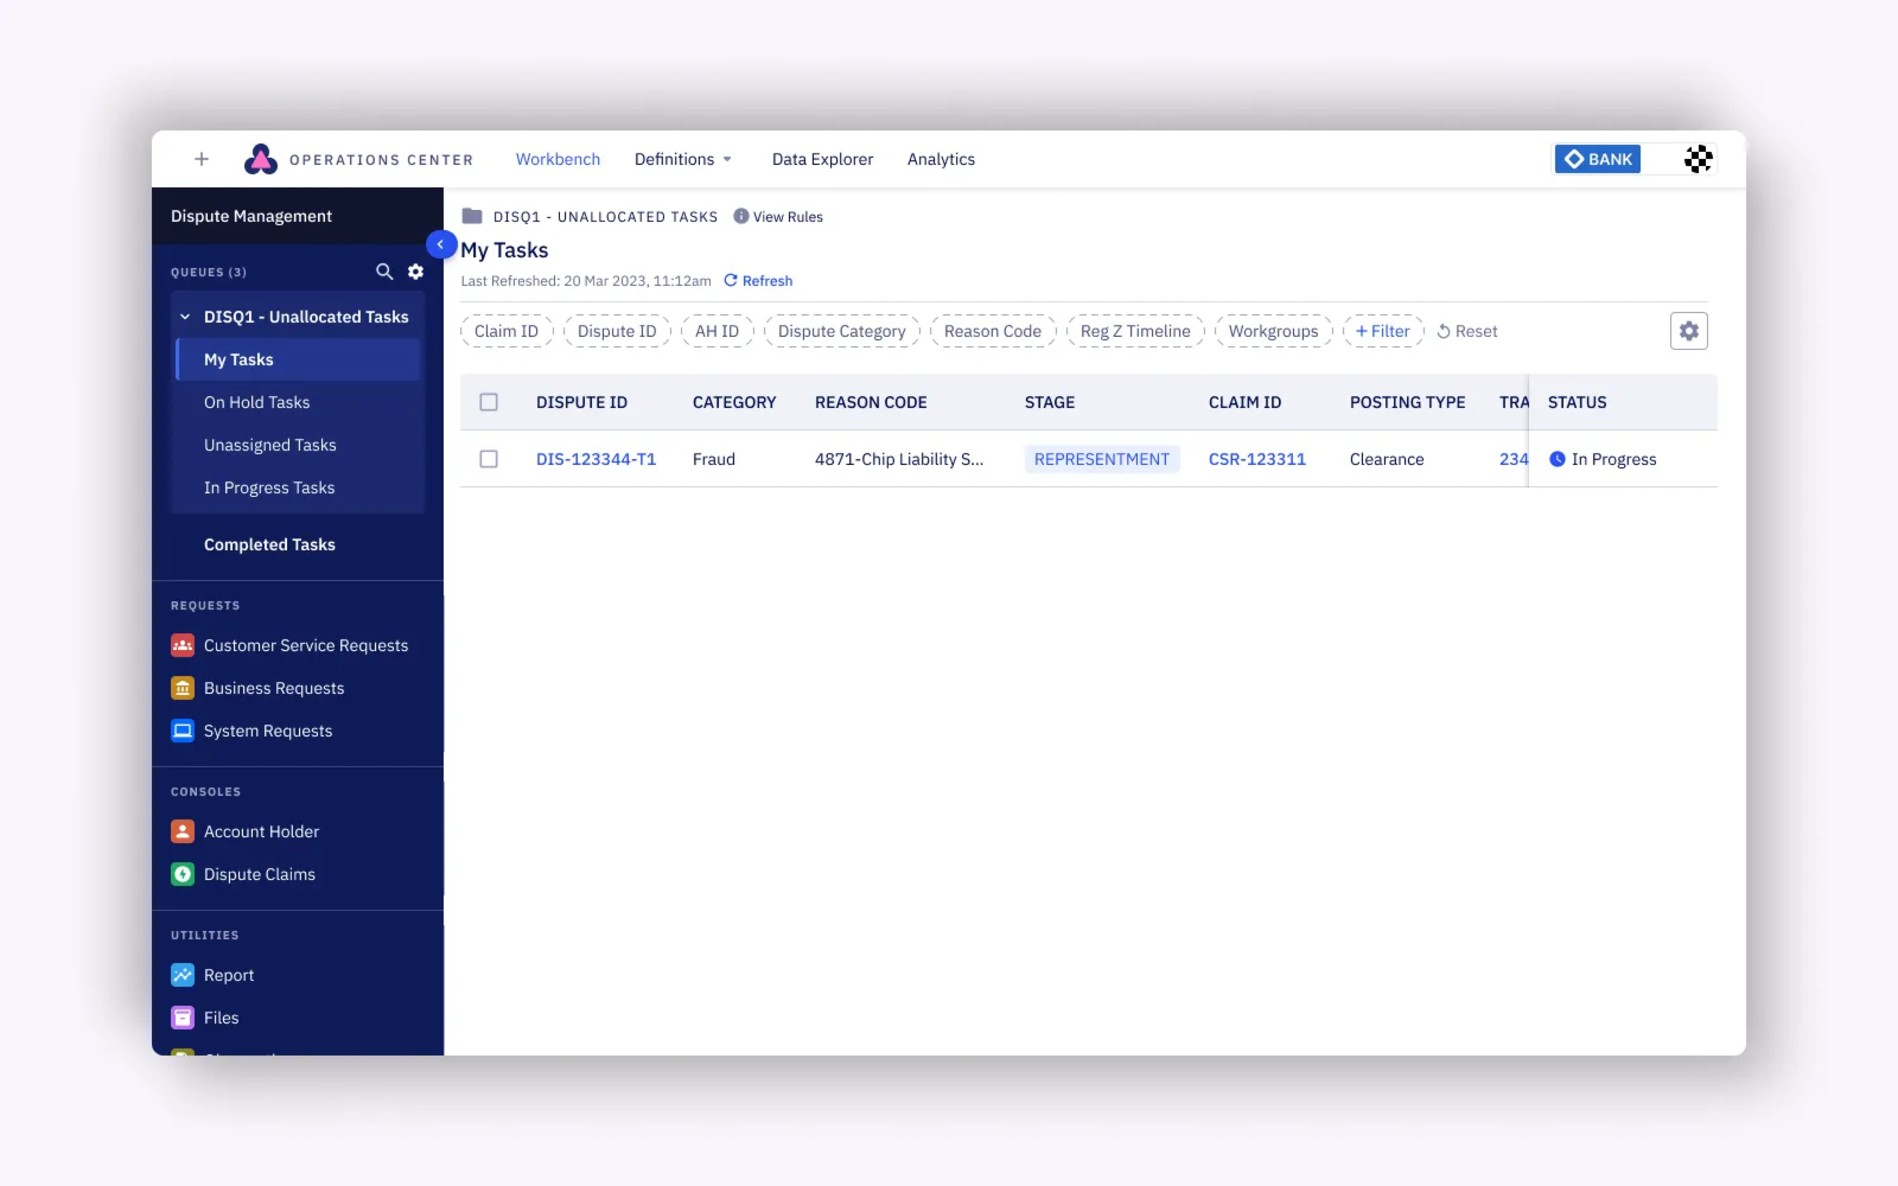 OPERATIONS CENTER Workbench Definitions Data Explorer Analytics BANK
Dispute Management
QUEUES (3)
DISQ1 - Unallocated Tasks
My Tasks
On Hold Tasks
Unassigned Tasks
In Progress Tasks
Completed Tasks
REQUESTS
Customer Service Requests
Business Requests
System Requests
CONSOLES
Account Holder
Dispute Claims
UTILITIES
Report
Files
DISQ1 - UNALLOCATED TASKS View Rules
My Tasks
Last Refreshed: 20 Mar 2023, 11:12am Refresh
Claim ID Dispute ID AH ID Dispute Category Reason Code Reg Z Timeline Workgroups + Filter Reset
DISPUTE ID CATEGORY REASON CODE STAGE CLAIM ID POSTING TYPE TRA STATUS
DIS-123344-T1 Fraud 4871-Chip Liability S... REPRESENTMENT CSR-123311 Clearance 234 In Progress